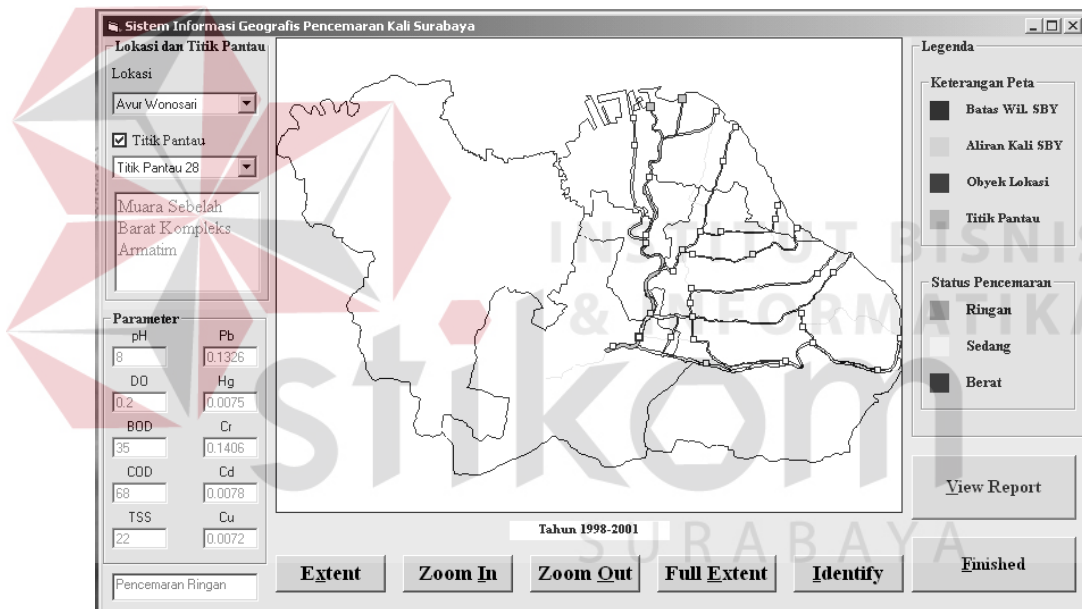 Sistem Informasi Geografis Pencemaran Kali Surabaya
Lokasi dan Titik Pantau
Lokasi
Avur Wonosari
Titik Pantau
Titik Pantau 28
Muara Sebelah
Barat Kompleks
Armatim
Parameter
pH Pb
8 0.1326
DO Hg
0.2 0.0075
BOD Cr
35 0.1406
COD Cd
68 0.0078
TSS Cu
22 0.0072
Pencemaran Ringan
Tahun 1998-2001
Extent Zoom In Zoom Out Full Extent Identify
Legenda
Keterangan Peta
Batas Wil. SBY
Aliran Kali SBY
Obyek Lokasi
Titik Pantau
Status Pencemaran
Ringan
Sedang
Berat
View Report
Finished
INSTITUT BISNIS
& INFORMATIKA
stikom
SURABAYA